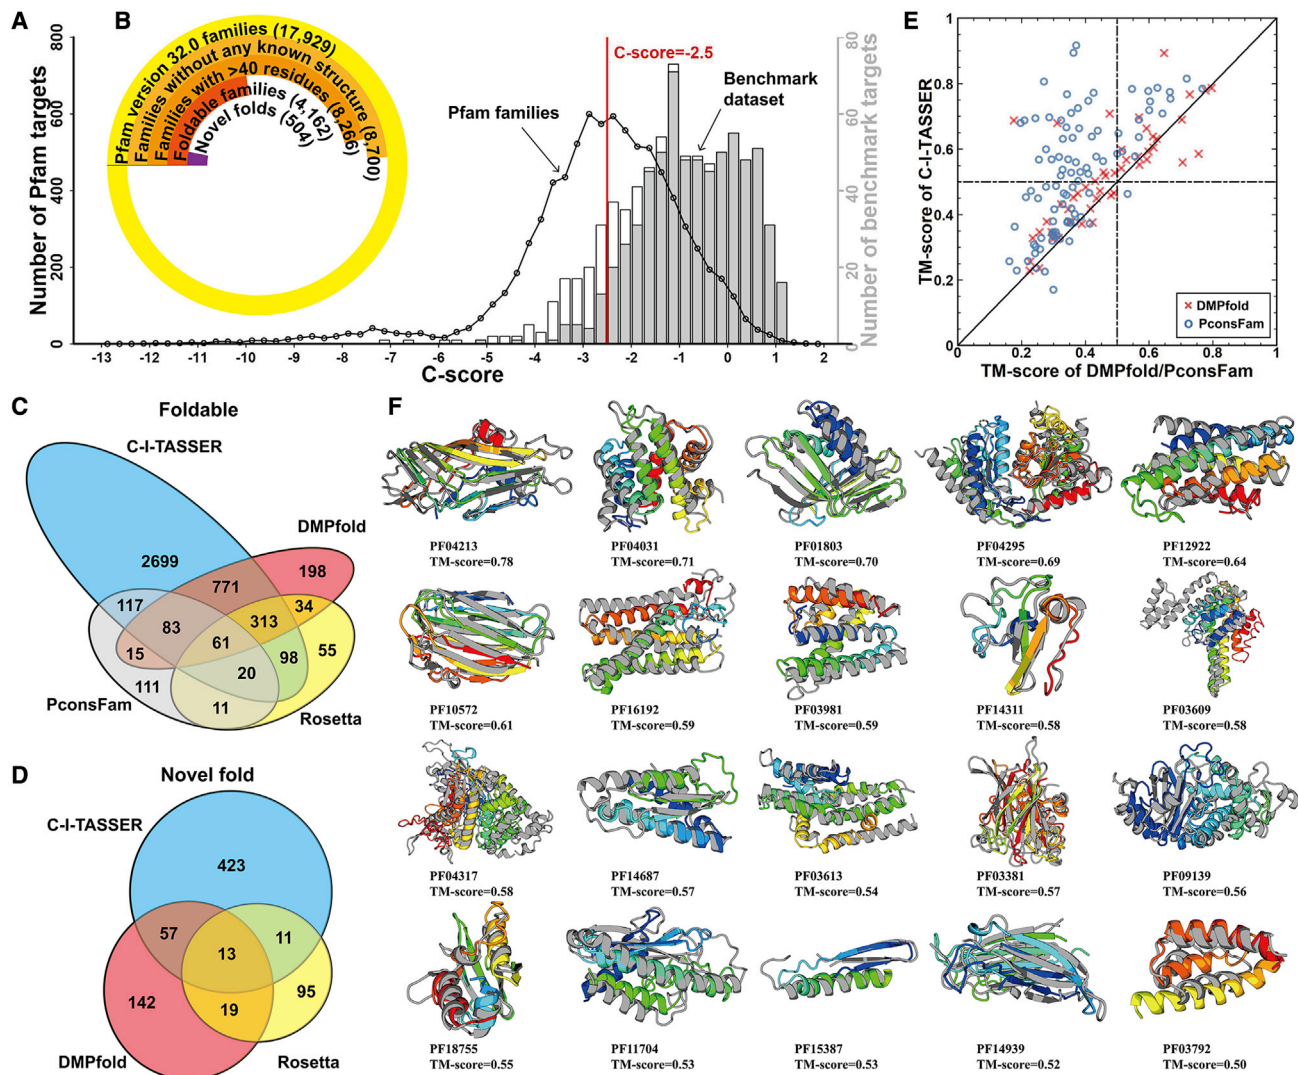 A
B
Pfam version 32.0 families (17,929)
Families without any known structure (8,700)
Families with >40 residues (8,266)
Foldable families (4,162)
Novel folds (504)
C-score=-2.5
Pfam families
Benchmark
dataset
Number of Pfam targets
800
600
400
200
0
Number of benchmark targets
80
60
40
20
0
-13 -12 -11 -10 -9 -8 -7 -6 -5 -4 -3 -2 -1 0 1 2
C-score
E
TM-score of C-I-TASSER
1
0.8
0.6
0.4
0.2
0
DMPfold
PconsFam
0 0.2 0.4 0.6 0.8 1
TM-score of DMPfold/PconsFam
C
Foldable
C-I-TASSER
DMPfold
2699
771
198
117
83
313
34
15
61
98
55
111
20
11
PconsFam
Rosetta
D
Novel fold
C-I-TASSER
423
57
11
13
142
19
95
DMPfold
Rosetta
F
PF04213
TM-score=0.78
PF04031
TM-score=0.71
PF01803
TM-score=0.70
PF04295
TM-score=0.69
PF12922
TM-score=0.64
PF10572
TM-score=0.61
PF16192
TM-score=0.59
PF03981
TM-score=0.59
PF14311
TM-score=0.58
PF03609
TM-score=0.58
PF04317
TM-score=0.58
PF14687
TM-score=0.57
PF03613
TM-score=0.54
PF03381
TM-score=0.57
PF09139
TM-score=0.56
PF18755
TM-score=0.55
PF11704
TM-score=0.53
PF15387
TM-score=0.53
PF14939
TM-score=0.52
PF03792
TM-score=0.50